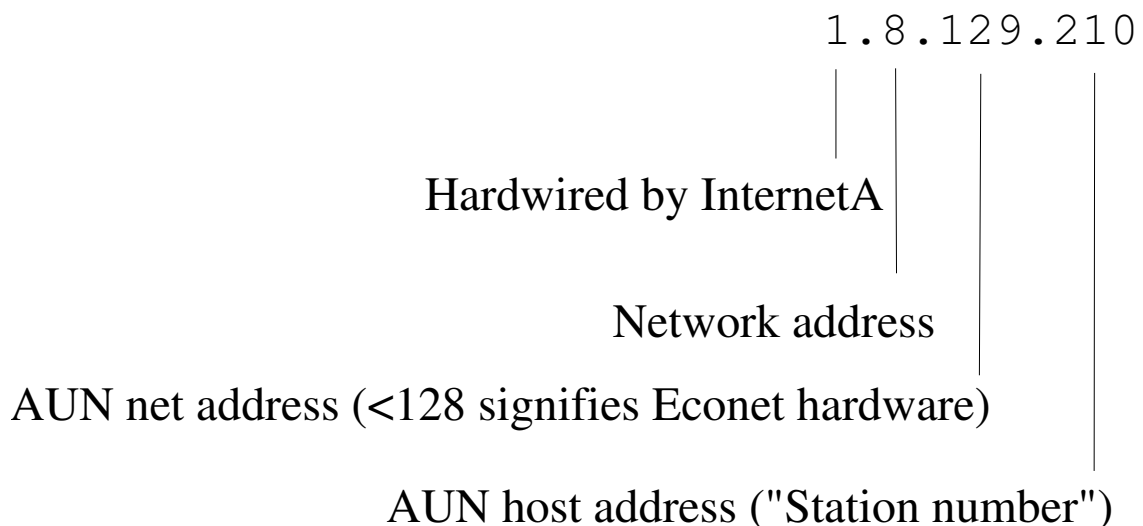 1.8.129.210
Hardwired by InternetA
Network address
AUN net address (<128 signifies Econet hardware)
AUN host address ("Station number")